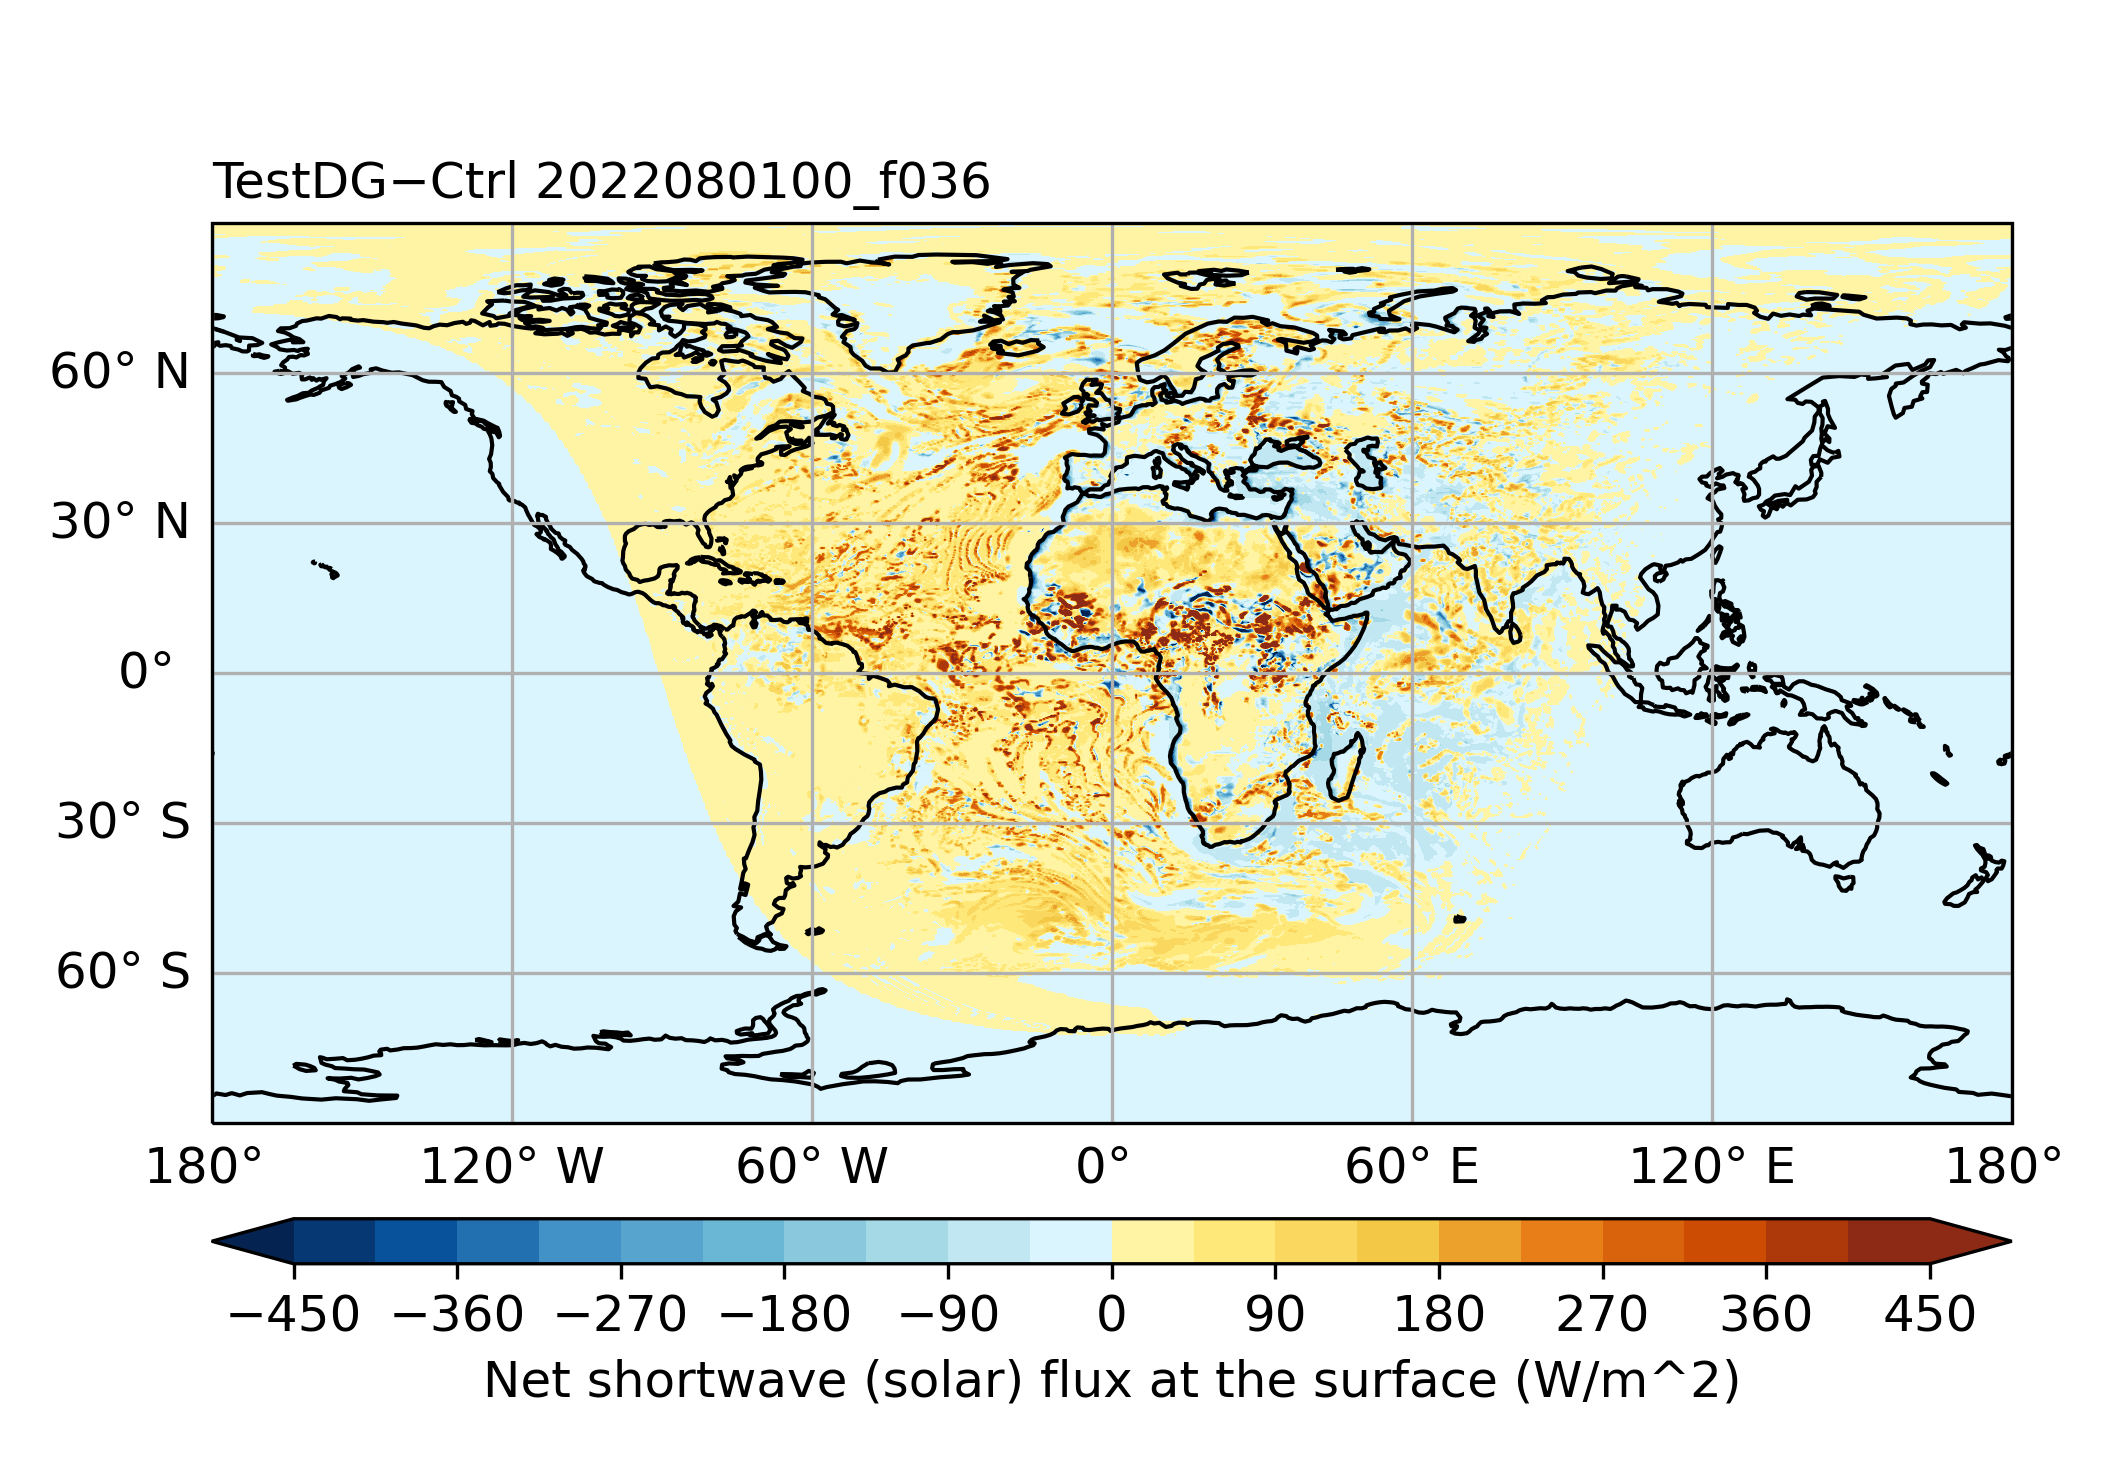 TestDG−Ctrl 2022080100_f036
60° N
30° N
0°
30° S
60° S
180° 120° W 60° W 0° 60° E 120° E 180°
−450 −360 −270 −180 −90 0 90 180 270 360 450
Net shortwave (solar) flux at the surface (W/m^2)